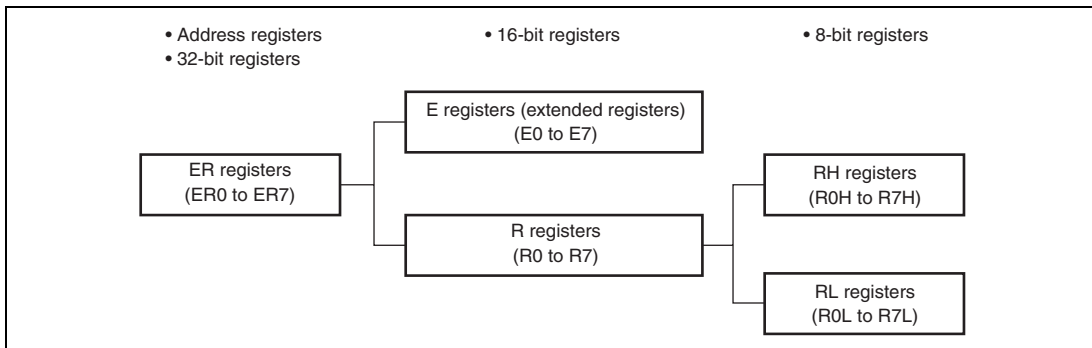 • Address registers
• 32-bit registers
• 16-bit registers
• 8-bit registers
E registers (extended registers)
(E0 to E7)
ER registers
(ER0 to ER7)
RH registers
(R0H to R7H)
R registers
(R0 to R7)
RL registers
(R0L to R7L)